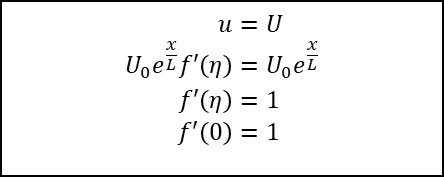 u = U
U₀e^{x/L} f′(η) = U₀e^{x/L}
f′(η) = 1
f′(0) = 1